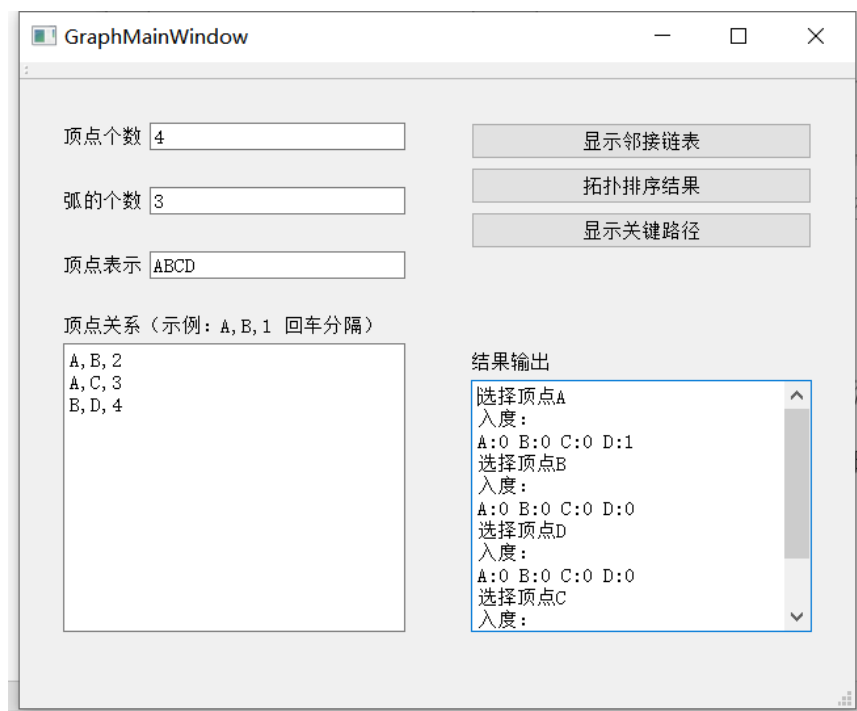 GraphMainWindow
顶点个数 4
弧的个数 3
顶点表示 ABCD
顶点关系（示例：A,B,1 回车分隔）
A,B,2
A,C,3
B,D,4
显示邻接链表
拓扑排序结果
显示关键路径
结果输出
选择顶点A
入度：
A:0 B:0 C:0 D:1
选择顶点B
入度：
A:0 B:0 C:0 D:0
选择顶点D
入度：
A:0 B:0 C:0 D:0
选择顶点C
入度：